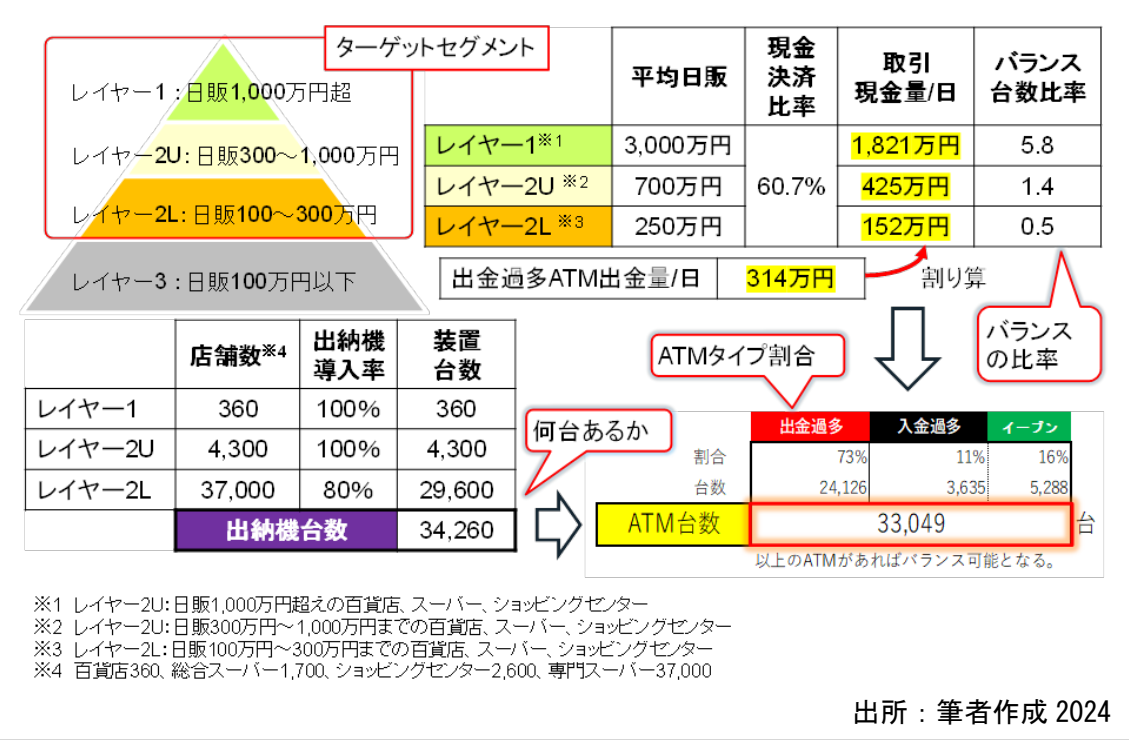 ターゲットセグメント
レイヤー1:日販1,000万円超
レイヤー2U:日販300～1,000万円
レイヤー2L:日販100～300万円
レイヤー3:日販100万円以下
平均日販 現金決済比率 取引現金量/日 バランス台数比率
レイヤー1※1 3,000万円 60.7% 1,821万円 5.8
レイヤー2U ※2 700万円 425万円 1.4
レイヤー2L ※3 250万円 152万円 0.5
出金過多ATM出金量/日 314万円
割り算
バランス
の比率
ATMタイプ割合
店舗数※4 出納機導入率 装置台数
レイヤー1 360 100% 360
レイヤー2U 4,300 100% 4,300
レイヤー2L 37,000 80% 29,600
出納機台数 34,260
何台あるか
出金過多 入金過多 イーブン
割合 73% 11% 16%
台数 24,126 3,635 5,288
ATM台数 33,049 台
以上のATMがあればバランス可能となる。
※1 レイヤー2U:日販1,000万円超えの百貨店、スーパー、ショッピングセンター
※2 レイヤー2U:日販300万円～1,000万円までの百貨店、スーパー、ショッピングセンター
※3 レイヤー2L:日販100万円～300万円までの百貨店、スーパー、ショッピングセンター
※4 百貨店360、総合スーパー1,700、ショッピングセンター2,600、専門スーパー37,000
出所：筆者作成 2024